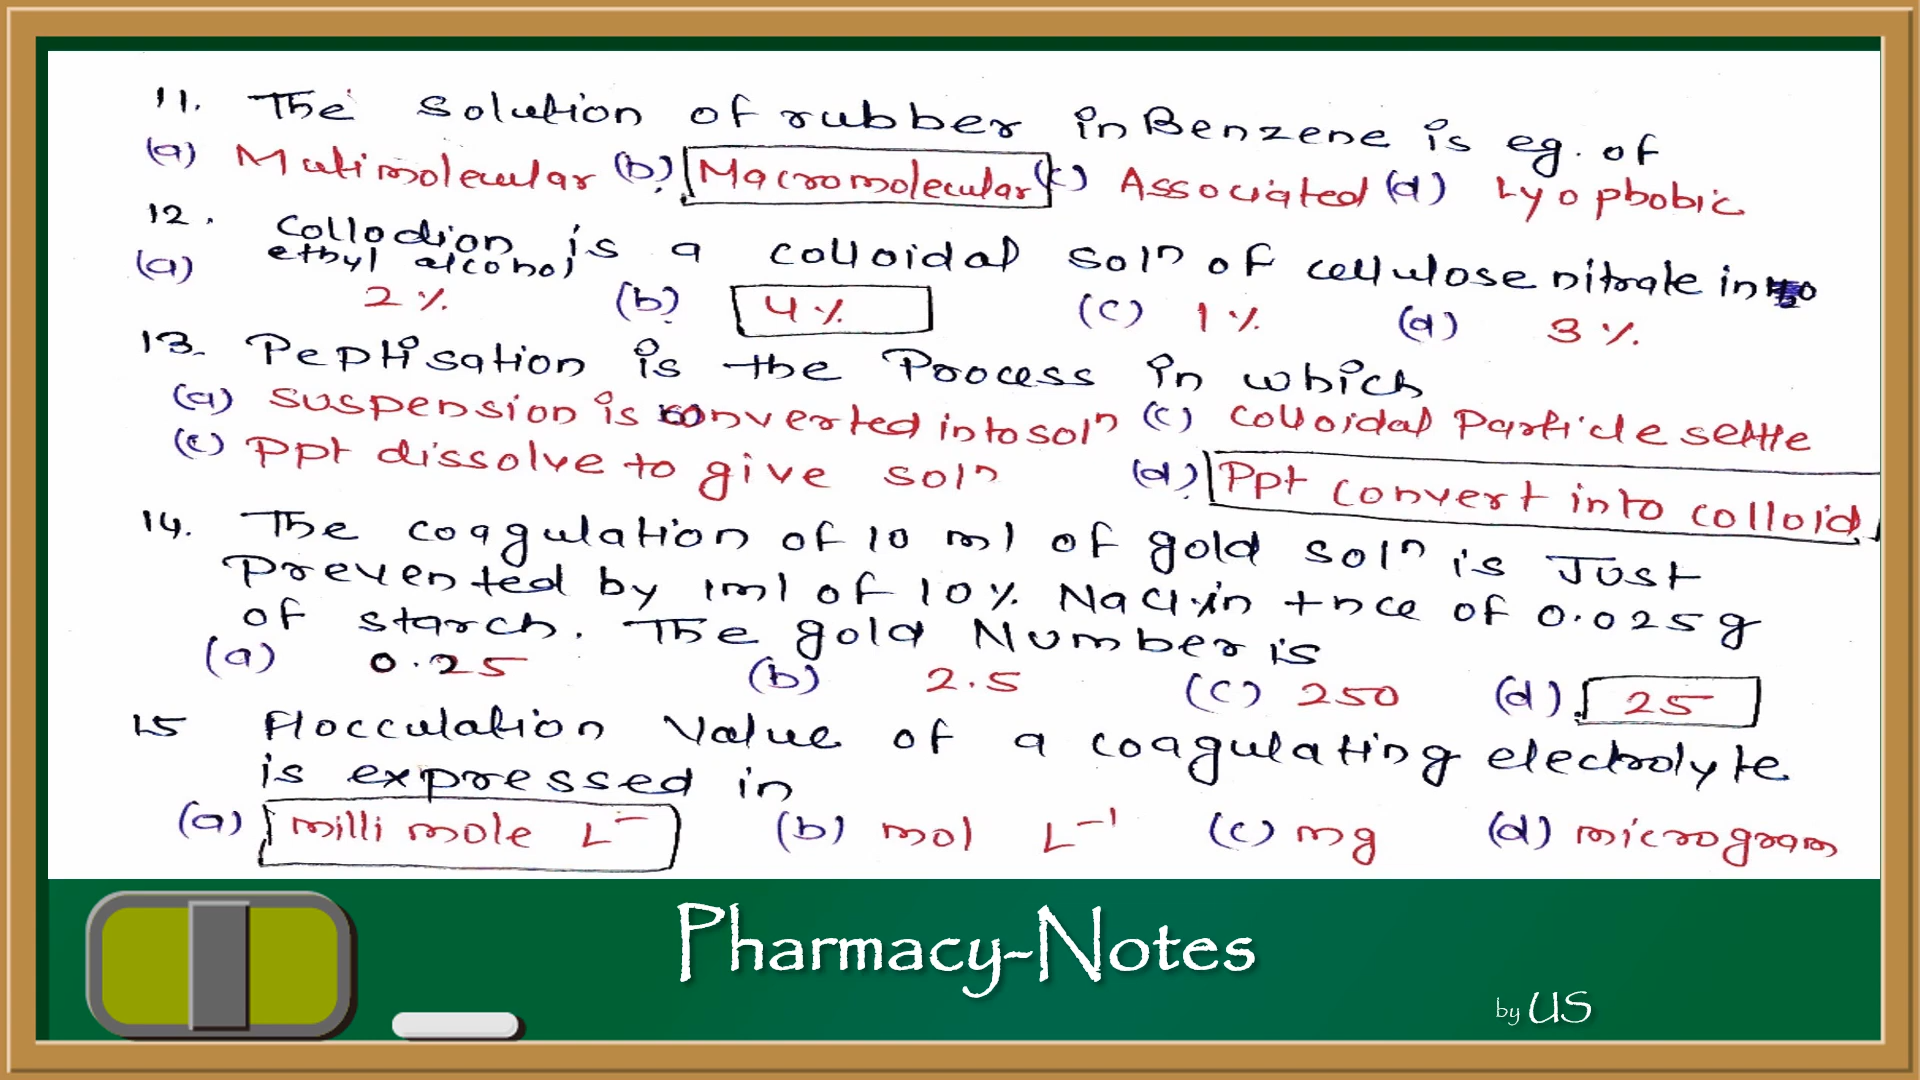 11. The solution of rubber in Benzene is eg. of
(a) Multimolecular (b) Macromolecular (c) Associated (d) Lyophobic
12. Collodion is a colloidal solⁿ of cellulose nitrate in
ethyl alcohol
(a) 2 % (b) 4 % (c) 1 % (d) 3 %
13. Peptisation is the Process in which
(a) suspension is converted into solⁿ (c) colloidal Particle settle
(c) ppt dissolve to give solⁿ (d) Ppt convert into colloid
14. The coagulation of 10 ml of gold solⁿ is Just
Prevented by 1ml of 10% NaCl in tnce of 0.025g
of starch. The gold Number is
(a) 0.25 (b) 2.5 (c) 250 (d) 25
15 Flocculation Value of a coagulating electrolyte
is expressed in
(a) milli mole L⁻ (b) mol L⁻¹ (c) mg (d) microgram
Pharmacy-Notes
by US